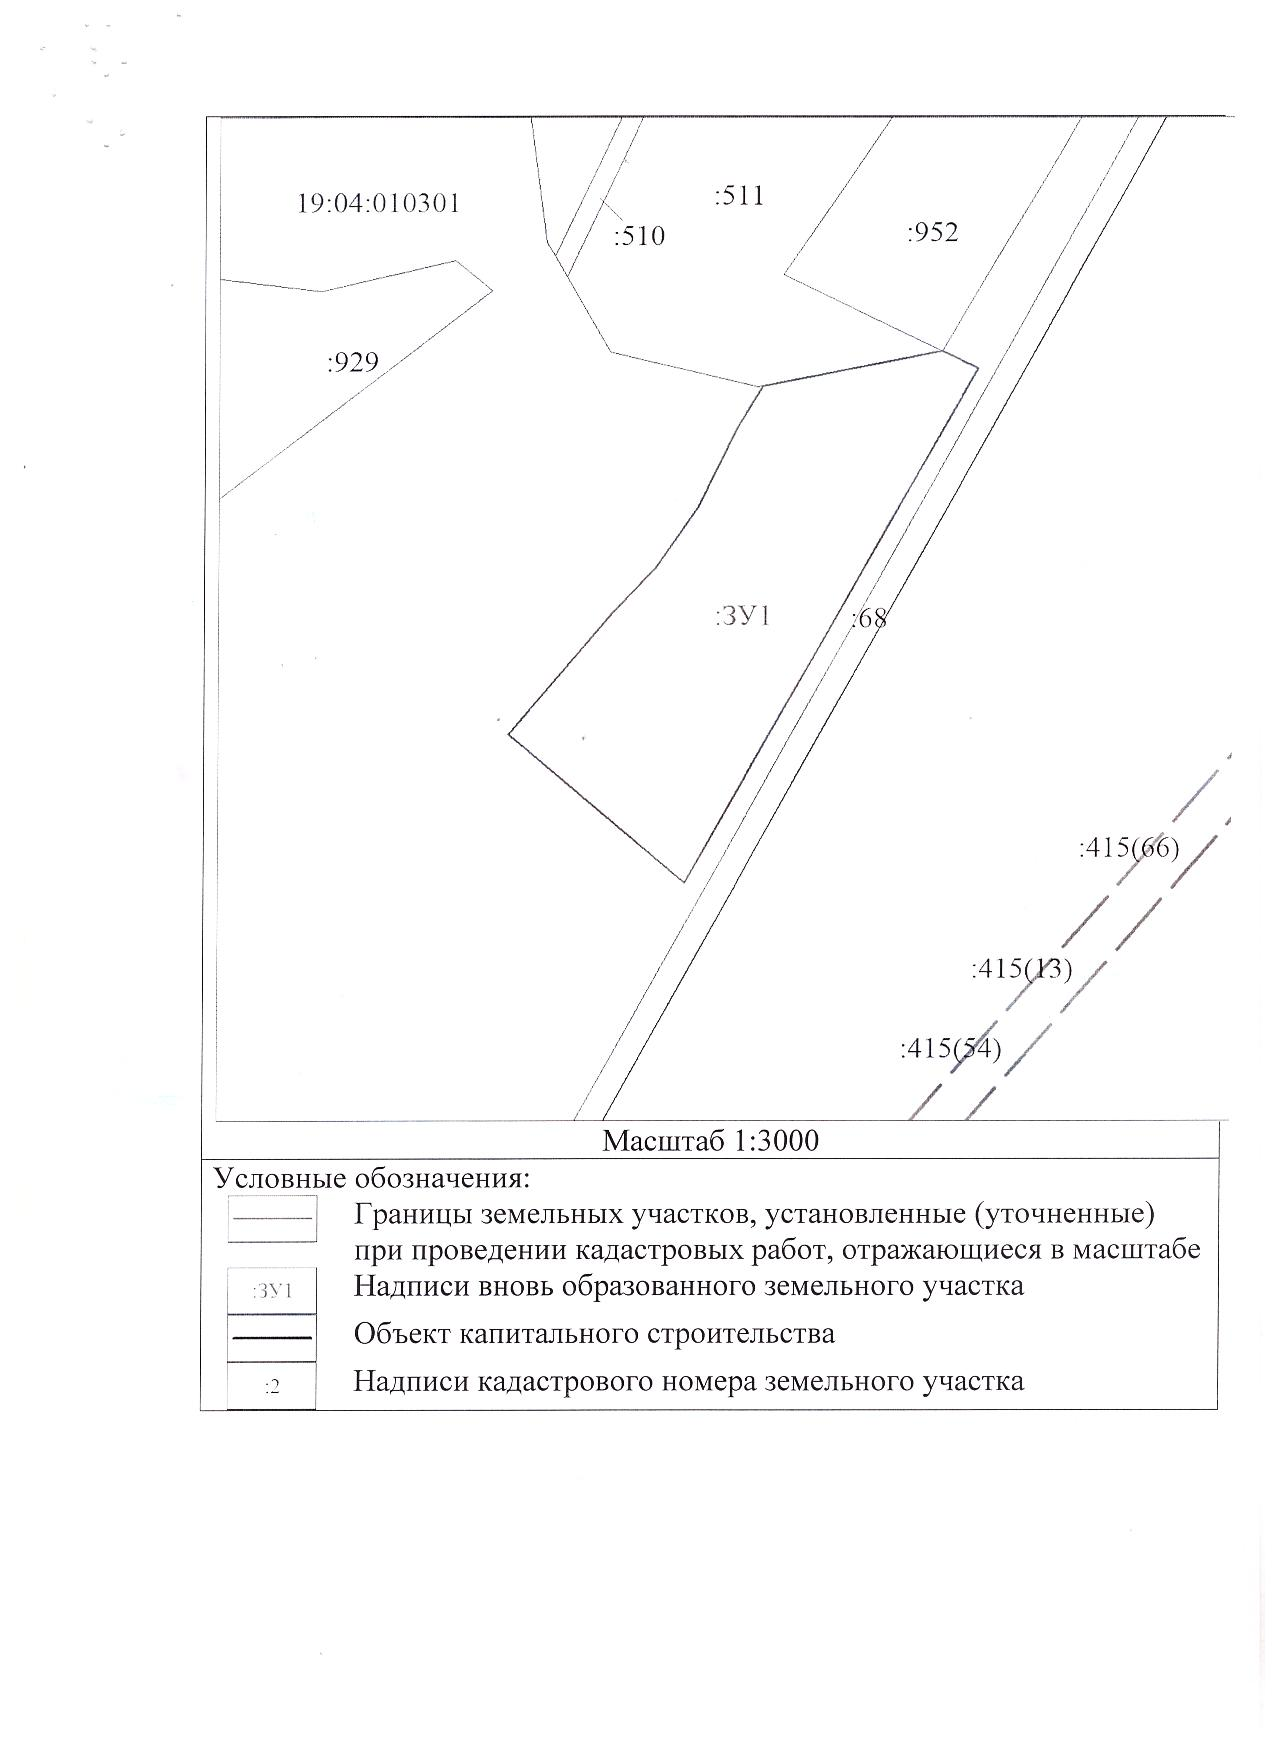 19:04:010301
:511
:510
:952
:929
:ЗУ1
:68
:415(66)
:415(13)
:415(54)
Масштаб 1:3000
Условные обозначения:
Границы земельных участков, установленные (уточненные)
при проведении кадастровых работ, отражающиеся в масштабе
:ЗУ1 Надписи вновь образованного земельного участка
Объект капитального строительства
:2 Надписи кадастрового номера земельного участка